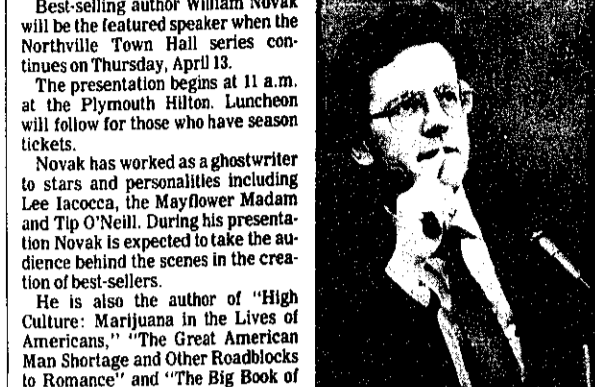 Best-selling author William Novak
will be the featured speaker when the
Northville Town Hall series con-
tinues on Thursday, April 13.
The presentation begins at 11 a.m.
at the Plymouth Hilton. Luncheon
will follow for those who have season
tickets.
Novak has worked as a ghostwriter
to stars and personalities including
Lee Iacocca, the Mayflower Madam
and Tip O'Neill. During his presenta-
tion Novak is expected to take the au-
dience behind the scenes in the crea-
tion of best-sellers.
He is also the author of "High
Culture: Marijuana in the Lives of
Americans," "The Great American
Man Shortage and Other Roadblocks
to Romance" and "The Big Book of